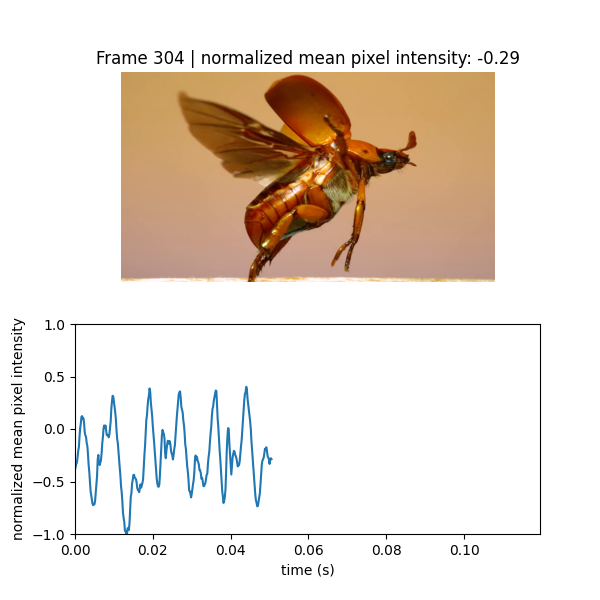 Frame 304 | normalized mean pixel intensity: -0.29
normalized mean pixel intensity
1.0
0.5
0.0
−0.5
−1.0
0.00 0.02 0.04 0.06 0.08 0.10
time (s)